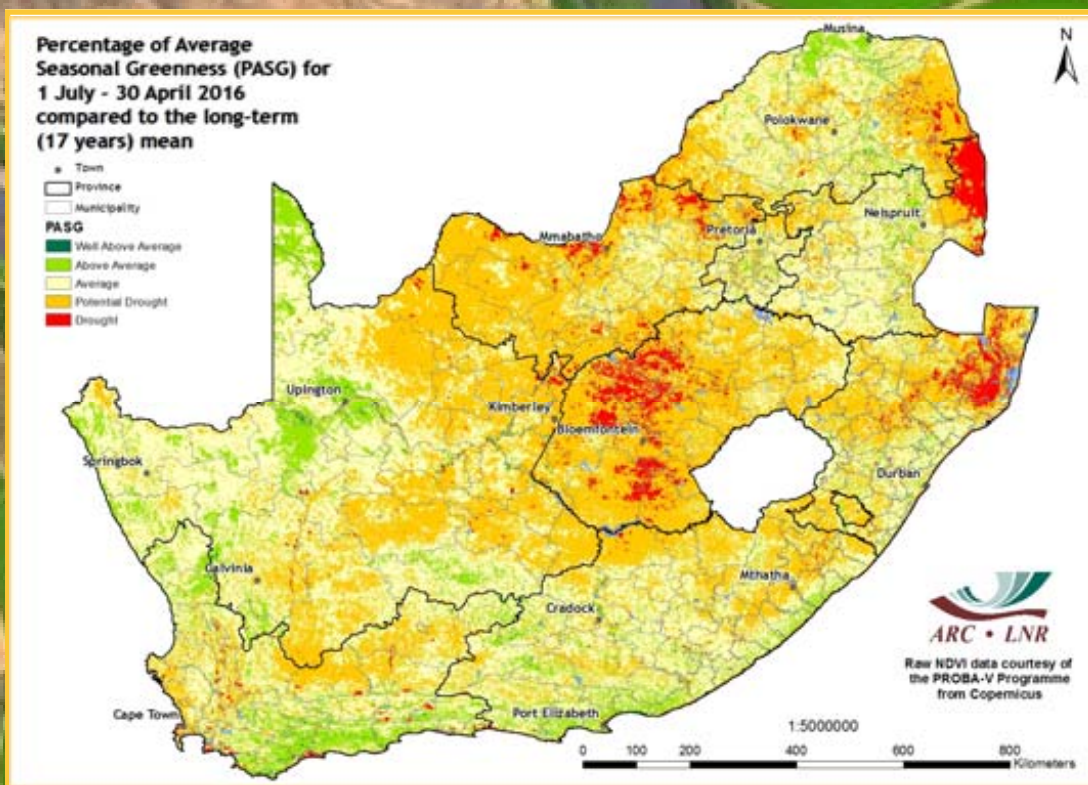 Percentage of Average
Seasonal Greenness (PASG) for
1 July - 30 April 2016
compared to the long-term
(17 years) mean
Town
Province
Municipality
PASG
Well Above Average
Above Average
Average
Potential Drought
Drought
N
Musina
Polokwane
Nelspruit
Pretoria
Mmabatho
Upington
Kimberley
Bloemfontein
Springbok
Durban
Calvinia
Mthatha
Cradock
Cape Town
Port Elizabeth
ARC • LNR
Raw NDVI data courtesy of
the PROBA-V Programme
from Copernicus
1:5000000
0 100 200 400 600 800
Kilometers